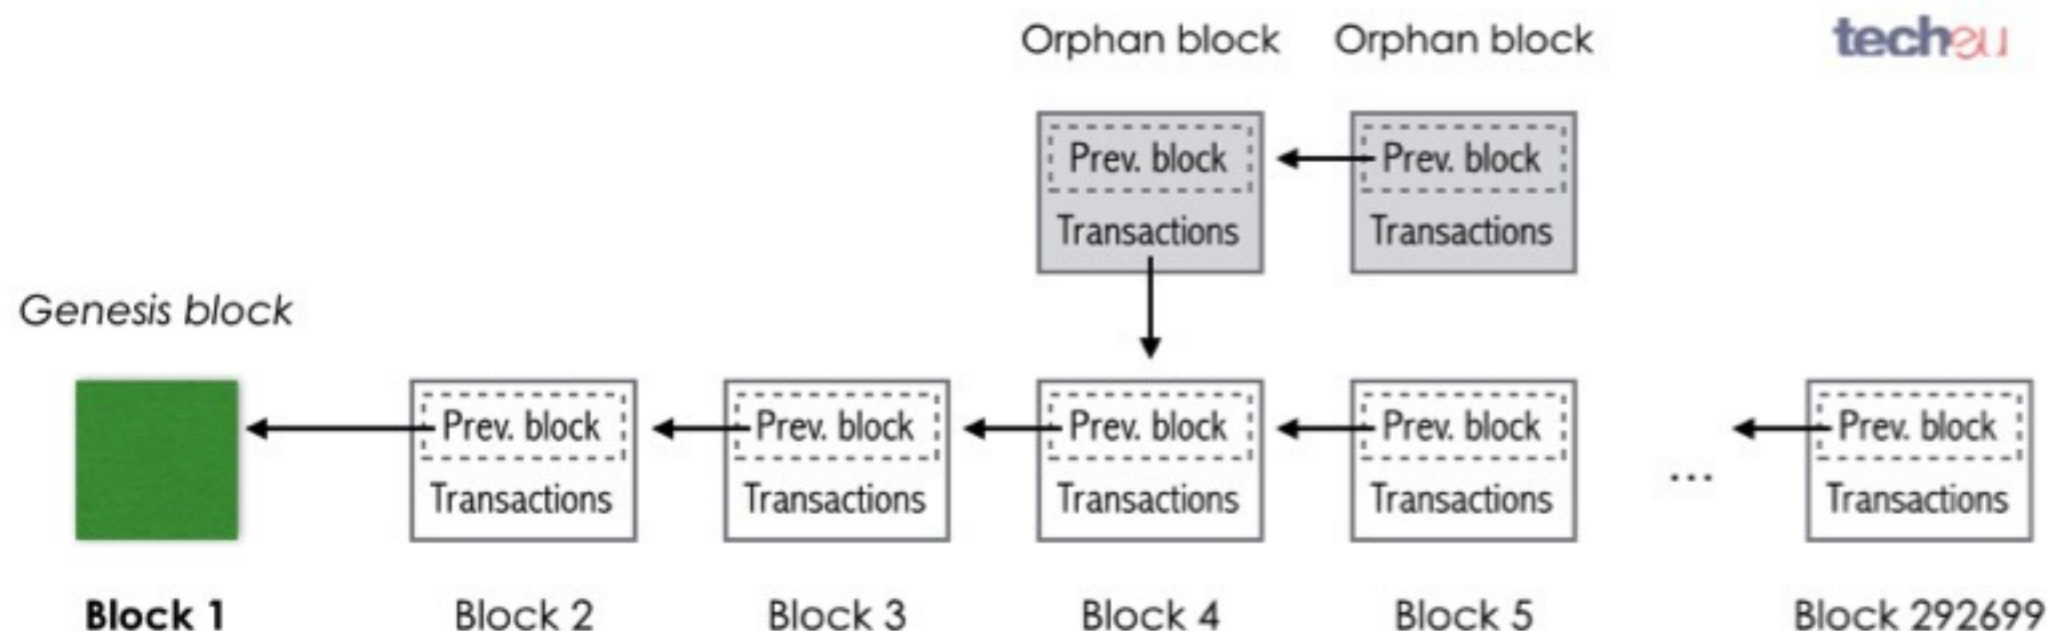 Orphan block Orphan block techeu
Prev. block Prev. block
Transactions Transactions
Genesis block
Prev. block Prev. block Prev. block Prev. block Prev. block
Transactions Transactions Transactions Transactions ... Transactions
Block 1 Block 2 Block 3 Block 4 Block 5 Block 292699